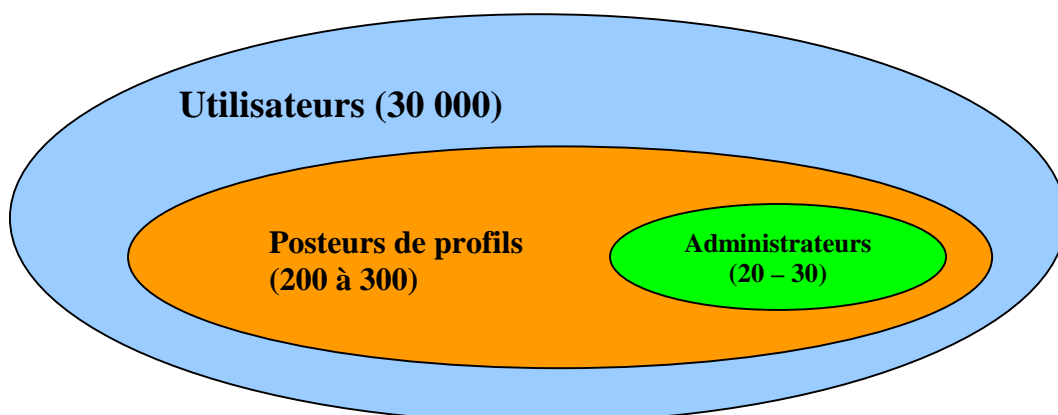 Utilisateurs (30 000)
Posteurs de profils
(200 à 300)
Administrateurs
(20 – 30)